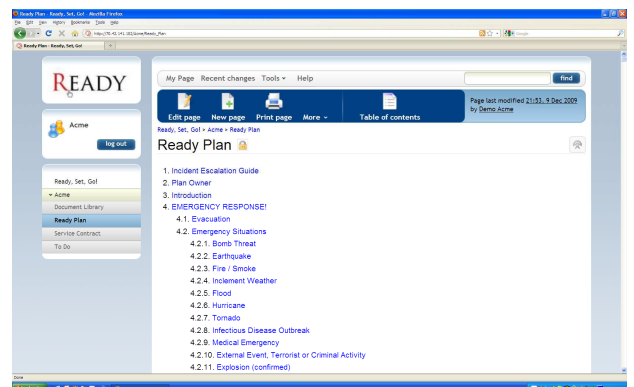 Ready Plan - Ready, Set, Go! - Mozilla Firefox
File Edit View History Bookmarks Tools Help
Google
Ready Plan - Ready, Set, Go!
READY
My Page Recent changes Tools Help
find
Edit page New page Print page More Table of contents
Page last modified 21:53, 9 Dec 2009
by Demo Acme
Acme
log out
Ready, Set, Go! > Acme > Ready Plan
Ready Plan
Ready, Set, Go!
Acme
Document Library
Ready Plan
Service Contract
To Do
1. Incident Escalation Guide
2. Plan Owner
3. Introduction
4. EMERGENCY RESPONSE!
4.1. Evacuation
4.2. Emergency Situations
4.2.1. Bomb Threat
4.2.2. Earthquake
4.2.3. Fire / Smoke
4.2.4. Inclement Weather
4.2.5. Flood
4.2.6. Hurricane
4.2.7. Tornado
4.2.8. Infectious Disease Outbreak
4.2.9. Medical Emergency
4.2.10. External Event, Terrorist or Criminal Activity
4.2.11. Explosion (confirmed)
Done